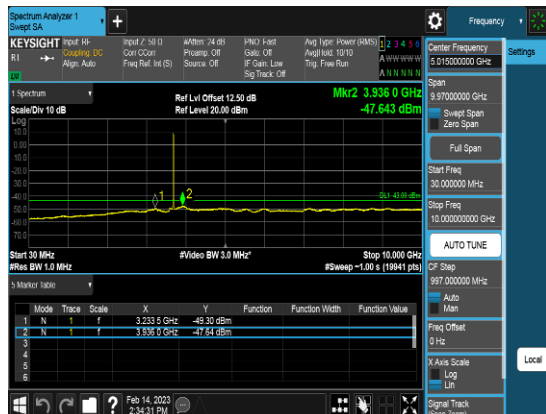 Spectrum Analyzer 1
Swept SA
Frequency
KEYSIGHT
Input: RF
Coupling: DC
Align: Auto
Input Z: 50 Ω
Corr CCorr
Freq Ref: Int (S)
#Atten: 24 dB
Preamp: Off
Source: Off
PNO: Fast
Gate: Off
IF Gain: Low
Sig Track: Off
Avg Type: Power (RMS)
Avg|Hold: 10/10
Trig: Free Run
1 2 3 4 5 6
A W W W W W
A N N N N N
1 Spectrum
Scale/Div 10 dB
Ref Lvl Offset 12.50 dB
Ref Level 20.00 dBm
Mkr2 3.936 0 GHz
-47.643 dBm
Log
10.0
0.00
-10.0
-20.0
-30.0
-40.0
-50.0
-60.0
-70.0
1
2
Start 30 MHz
#Res BW 1.0 MHz
#Video BW 3.0 MHz*
Stop 10.000 GHz
#Sweep ~1.00 s (19941 pts)
5 Marker Table
Mode Trace Scale X Y Function Function Width Function Value
1 N 1 f 3.233 5 GHz -49.30 dBm
2 N 1 f 3.936 0 GHz -47.64 dBm
3
4
5
6
Center Frequency
5.015000000 GHz
Settings
Span
9.97000000 GHz
Swept Span
Zero Span
Full Span
Start Freq
30.000000 MHz
Stop Freq
10.000000000 GHz
AUTO TUNE
CF Step
997.000000 MHz
Auto
Man
Freq Offset
0 Hz
X Axis Scale
Log
Lin
Local
Signal Track
(Span Zoom)
Feb 14, 2023
2:34:31 PM